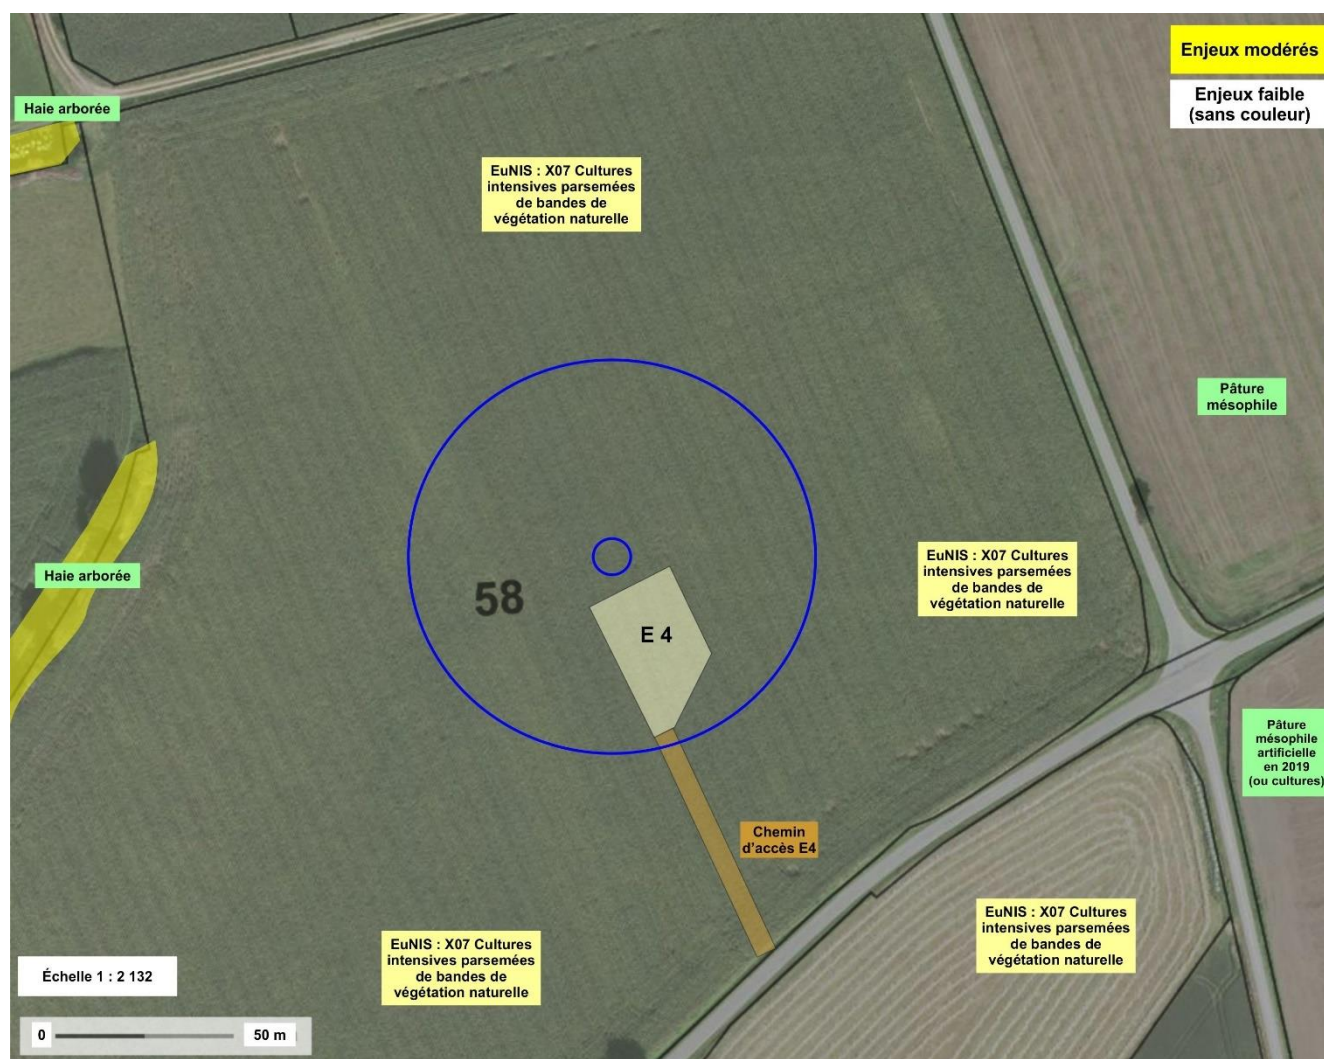 Enjeux modérés
Enjeux faible
(sans couleur)
Haie arborée
EuNIS : X07 Cultures
intensives parsemées
de bandes de
végétation naturelle
Pâture
mésophile
Haie arborée
58
E 4
EuNIS : X07 Cultures
intensives parsemées
de bandes de
végétation naturelle
Pâture
mésophile
artificielle
en 2019
(ou cultures)
Chemin
d'accès E4
EuNIS : X07 Cultures
intensives parsemées
de bandes de
végétation naturelle
EuNIS : X07 Cultures
intensives parsemées
de bandes de
végétation naturelle
Échelle 1 : 2 132
0 50 m